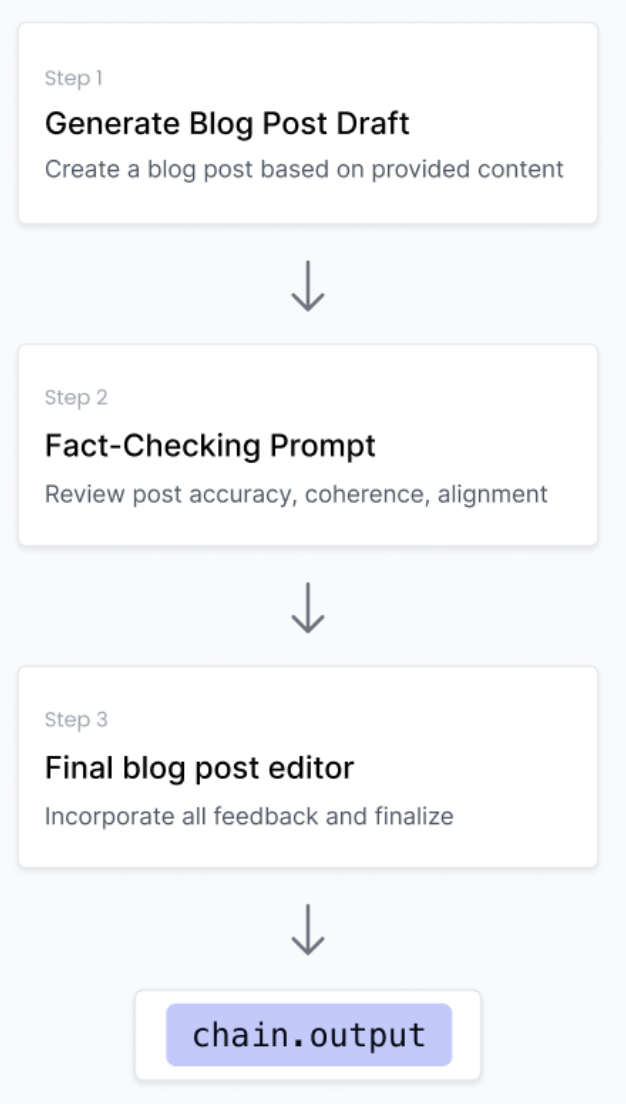 Step 1
Generate Blog Post Draft
Create a blog post based on provided content
Step 2
Fact-Checking Prompt
Review post accuracy, coherence, alignment
Step 3
Final blog post editor
Incorporate all feedback and finalize
chain.output